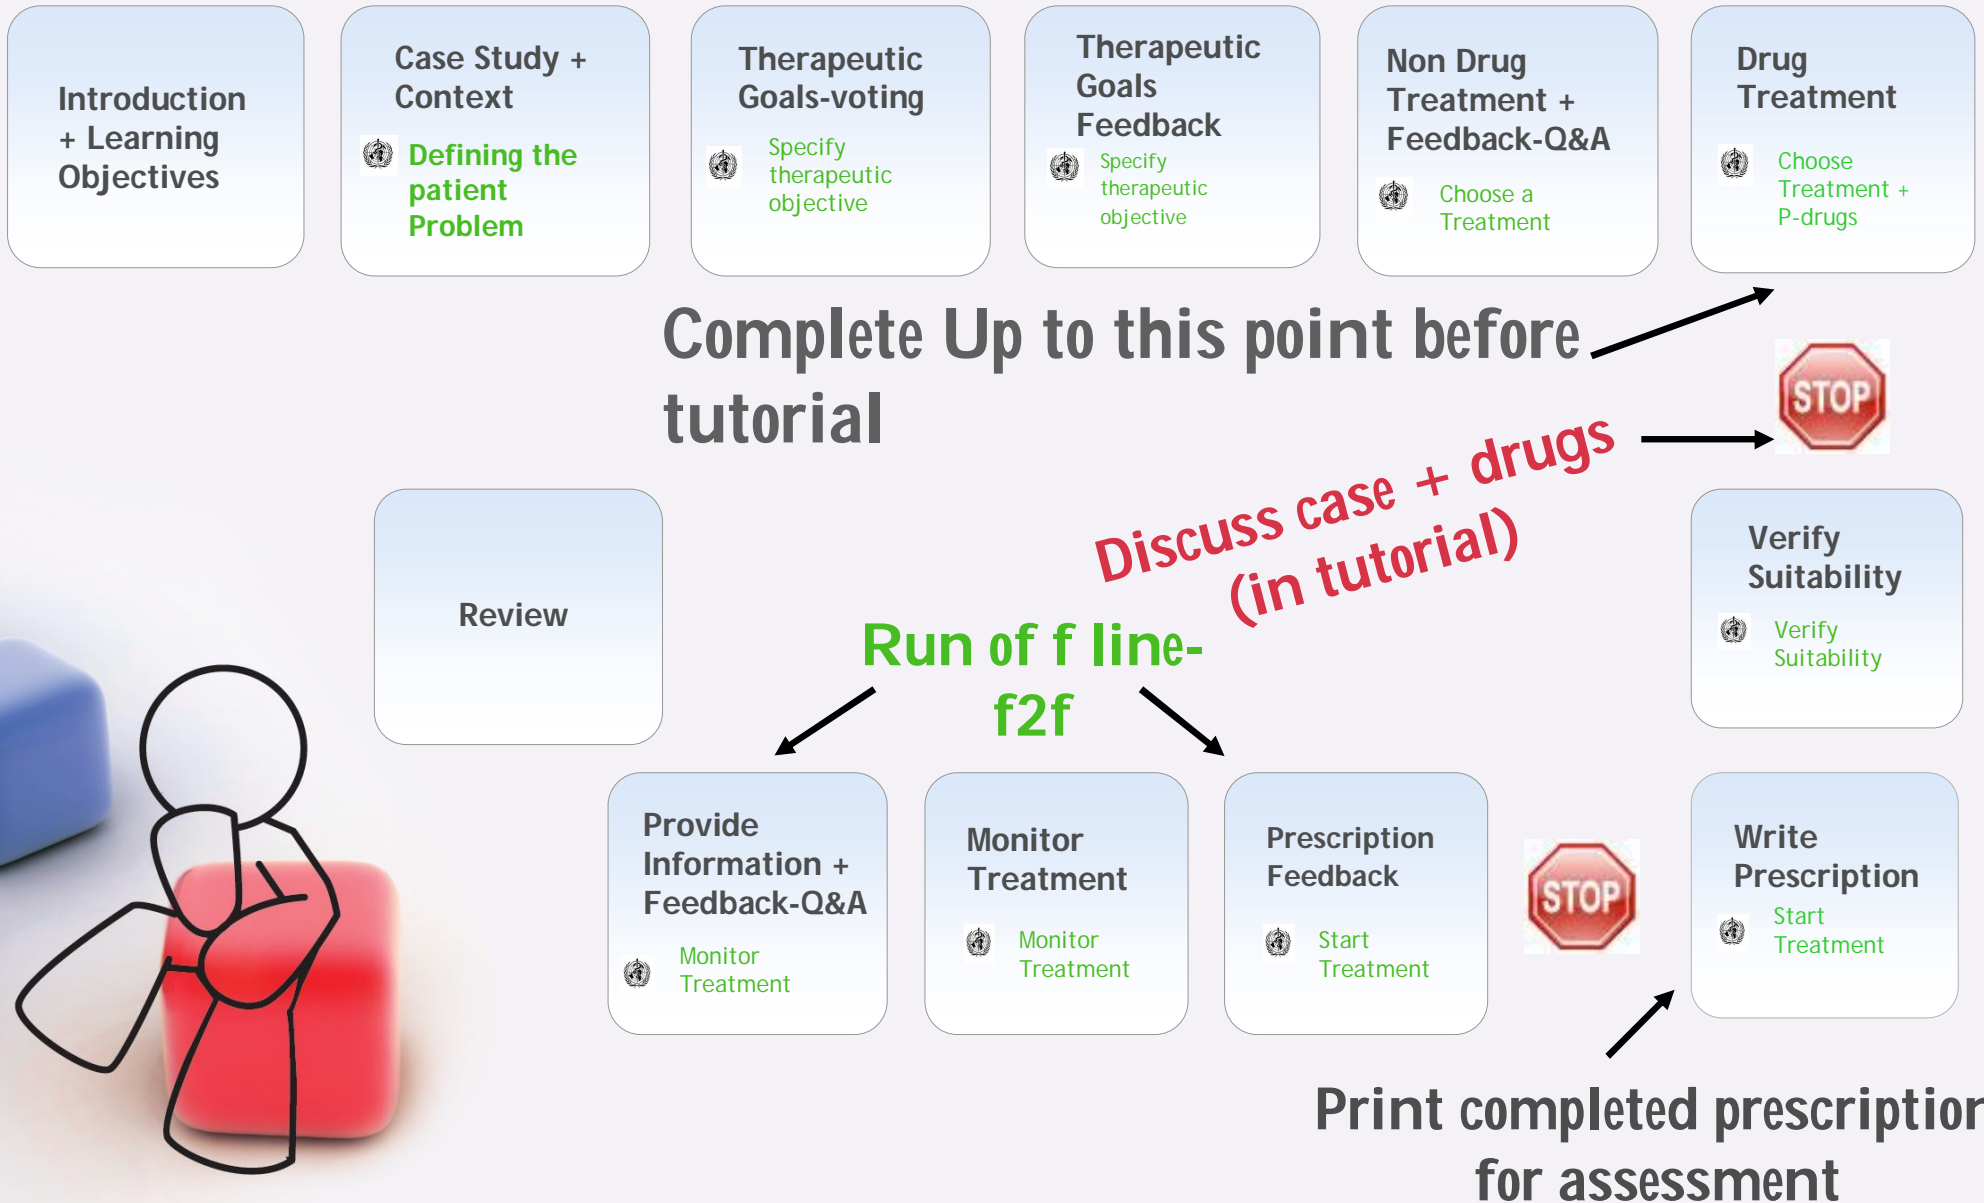 Introduction
+ Learning
Objectives
Case Study +
Context
Defining the
patient
Problem
Therapeutic
Goals-voting
Specify
therapeutic
objective
Therapeutic
Goals
Feedback
Specify
therapeutic
objective
Non Drug
Treatment +
Feedback-Q&A
Choose a
Treatment
Drug
Treatment
Choose
Treatment +
P-drugs
Complete Up to this point before
tutorial
STOP
Discuss case + drugs
(in tutorial)
Verify
Suitability
Verify
Suitability
Review
Run of f line-
f2f
Provide
Information +
Feedback-Q&A
Monitor
Treatment
Monitor
Treatment
Monitor
Treatment
Prescription
Feedback
Start
Treatment
STOP
Write
Prescription
Start
Treatment
Print completed prescription
for assessment